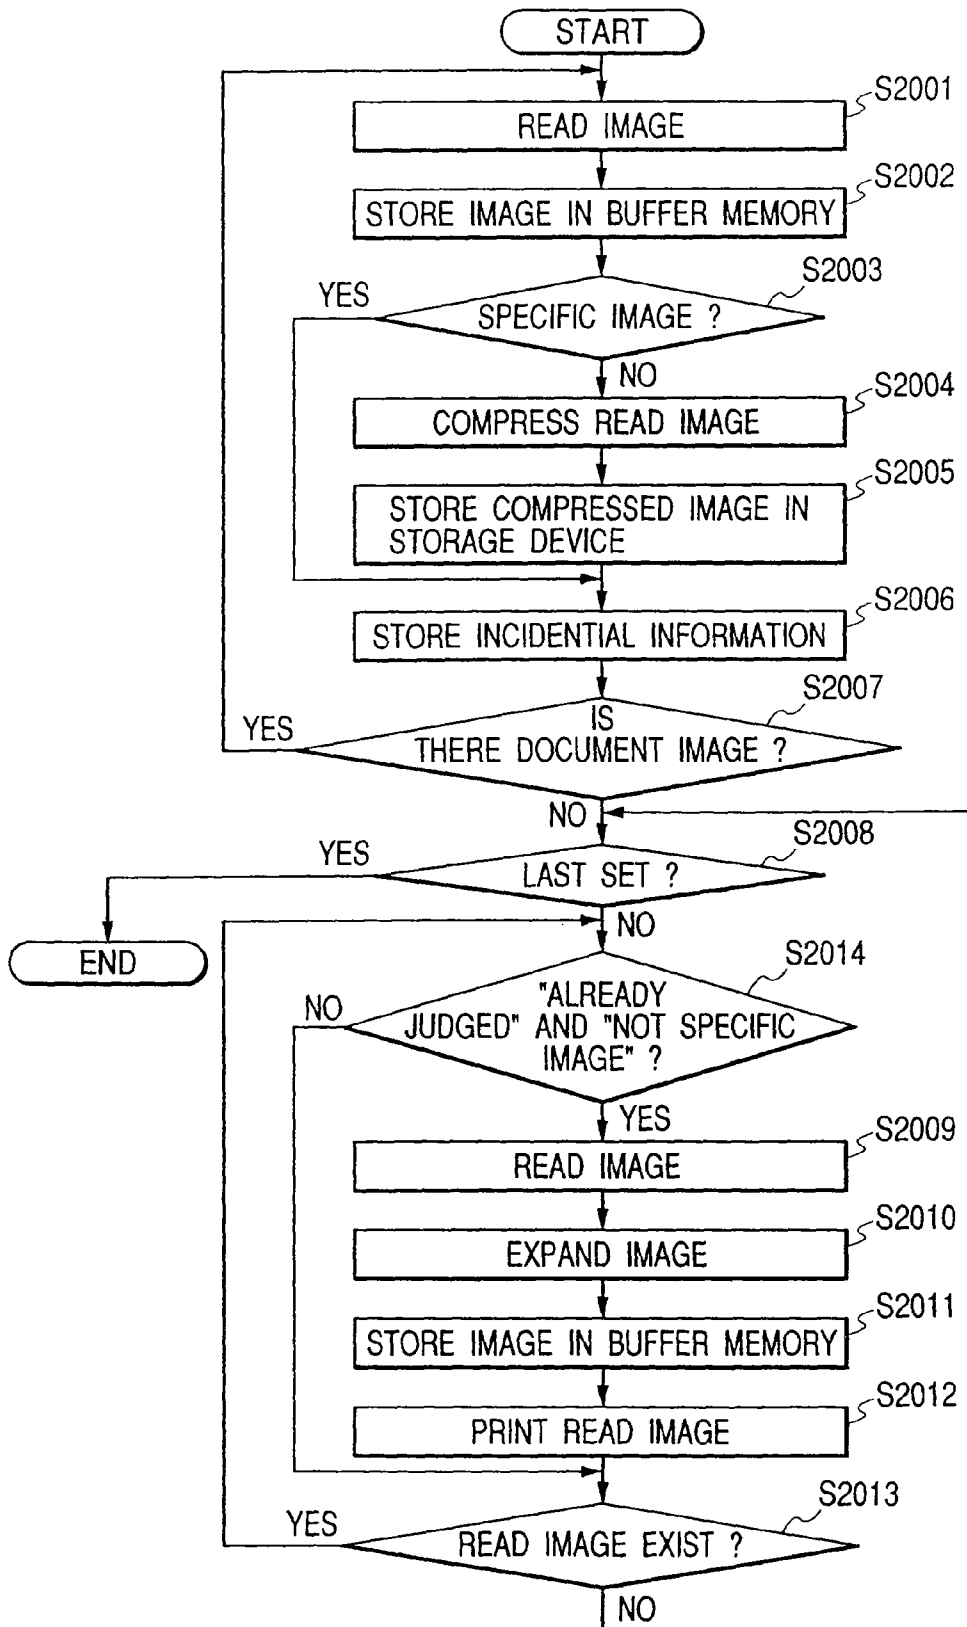 START
S2001
READ IMAGE
S2002
STORE IMAGE IN BUFFER MEMORY
S2003
YES
SPECIFIC IMAGE ?
NO
S2004
COMPRESS READ IMAGE
S2005
STORE COMPRESSED IMAGE IN
STORAGE DEVICE
S2006
STORE INCIDENTIAL INFORMATION
S2007
YES
IS
THERE DOCUMENT IMAGE ?
NO
S2008
YES
LAST SET ?
NO
END
S2014
NO
"ALREADY
JUDGED" AND "NOT SPECIFIC
IMAGE" ?
YES
S2009
READ IMAGE
S2010
EXPAND IMAGE
S2011
STORE IMAGE IN BUFFER MEMORY
S2012
PRINT READ IMAGE
S2013
YES
READ IMAGE EXIST ?
NO